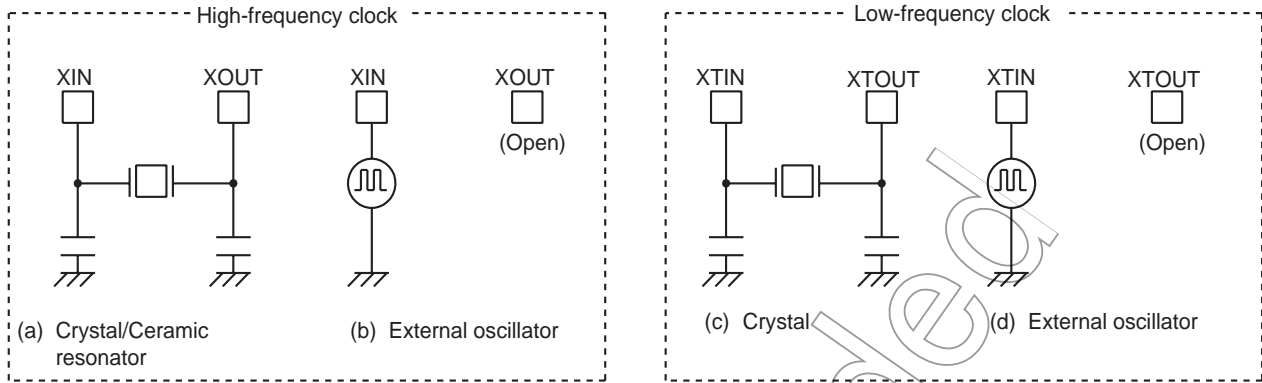 High-frequency clock
XIN XOUT XIN XOUT
(Open)
(a) Crystal/Ceramic
resonator
(b) External oscillator
Low-frequency clock
XTIN XTOUT XTIN XTOUT
(Open)
(c) Crystal
(d) External oscillator